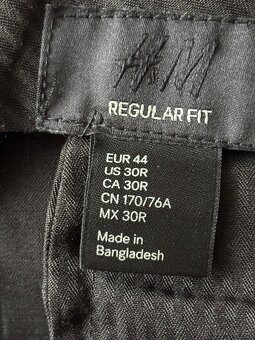 H&M
REGULAR FIT
EUR 44
US 30R
CA 30R
CN 170/76A
MX 30R
Made in
Bangladesh